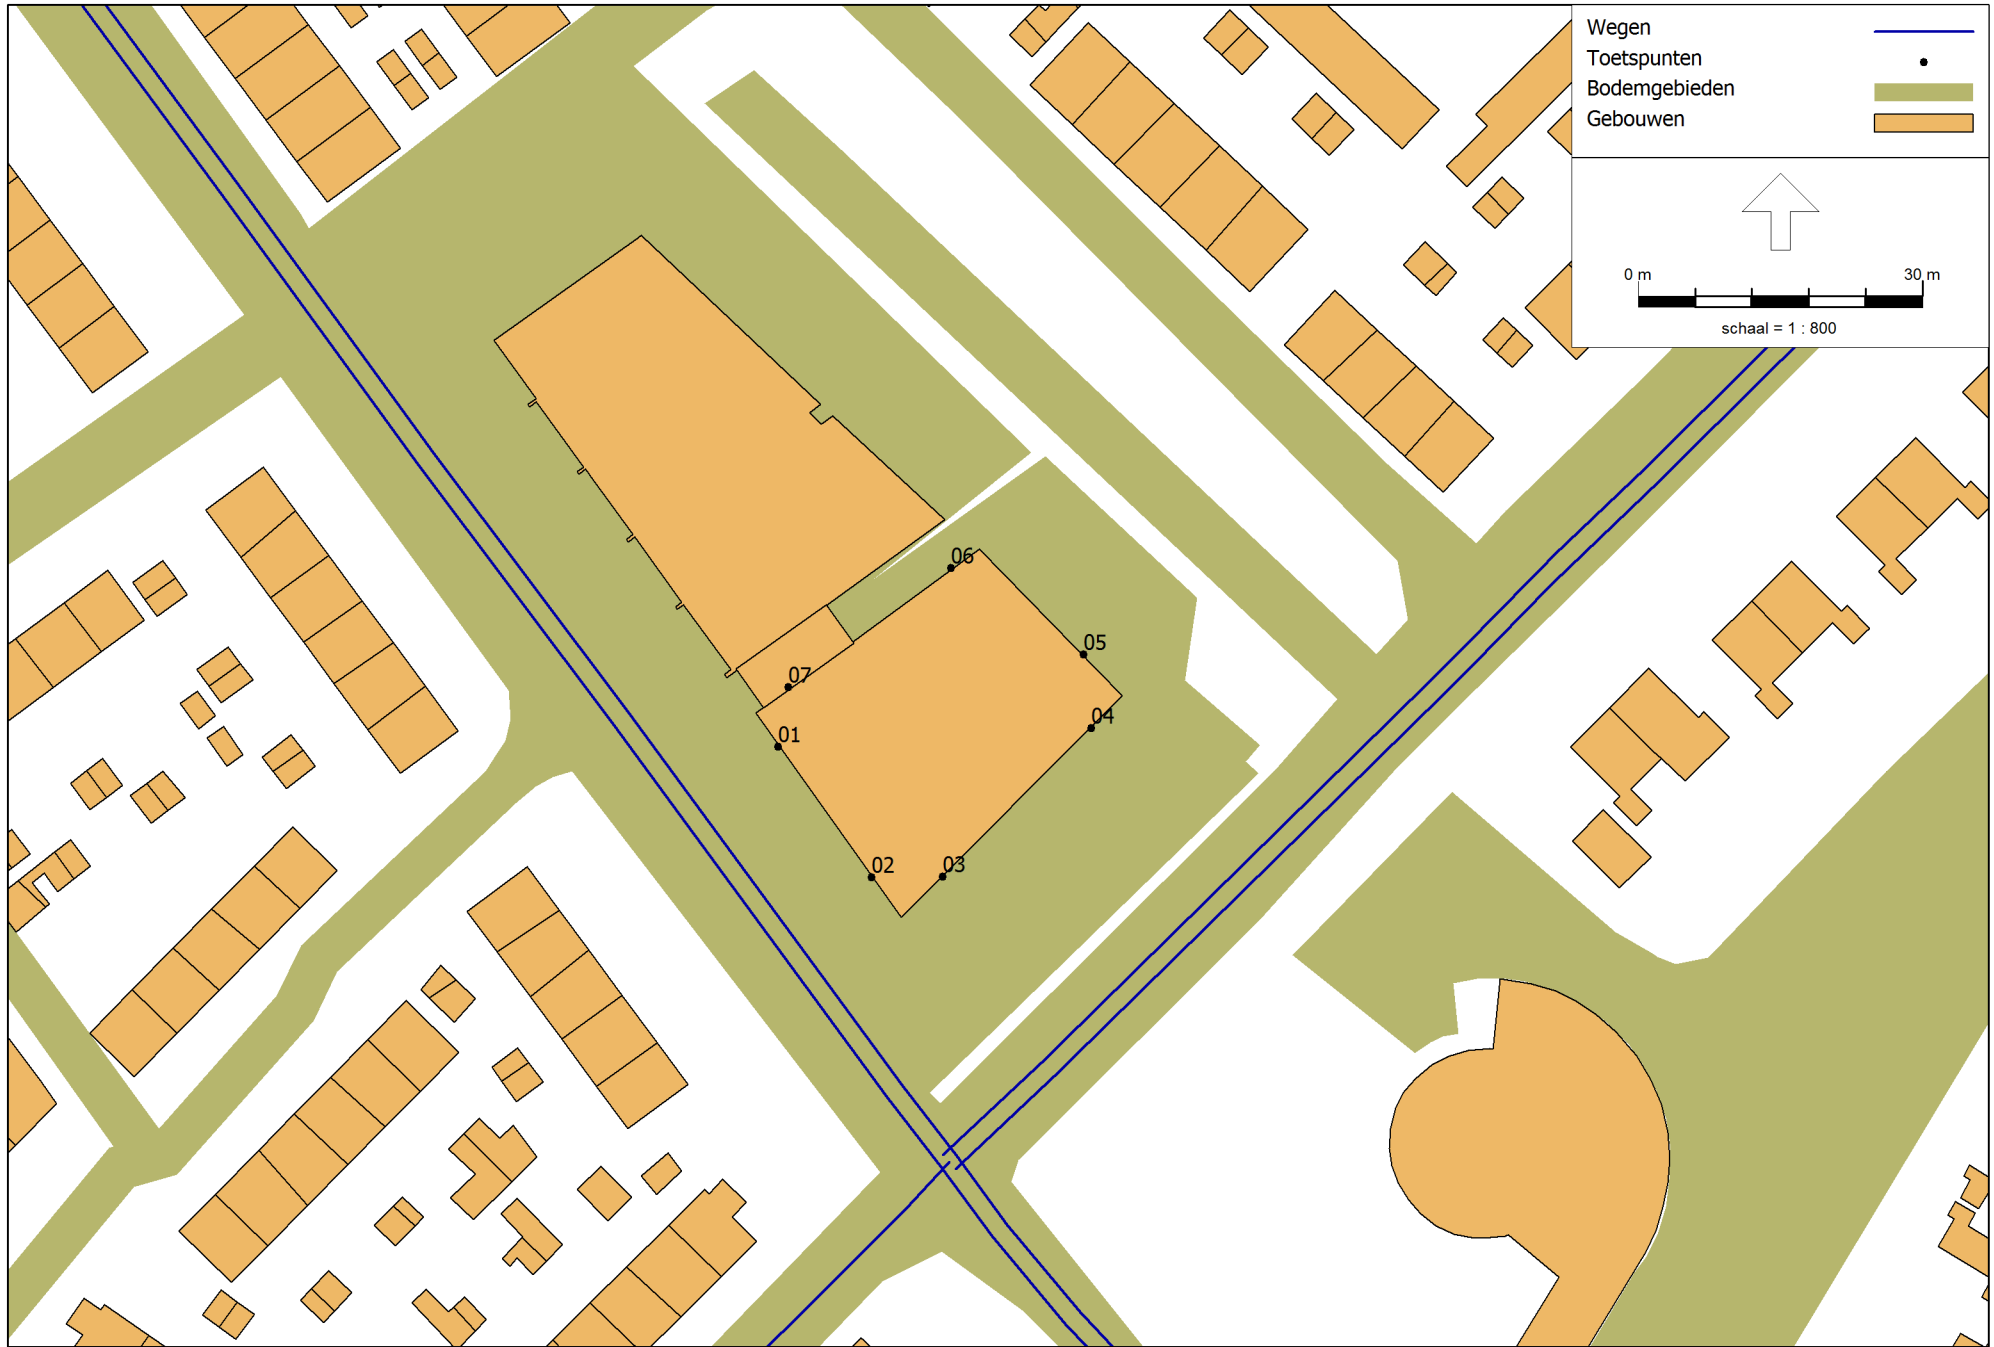 Wegen
Toetspunten
Bodemgebieden
Gebouwen
0 m 30 m
schaal = 1 : 800
06
05
07
04
01
02
03